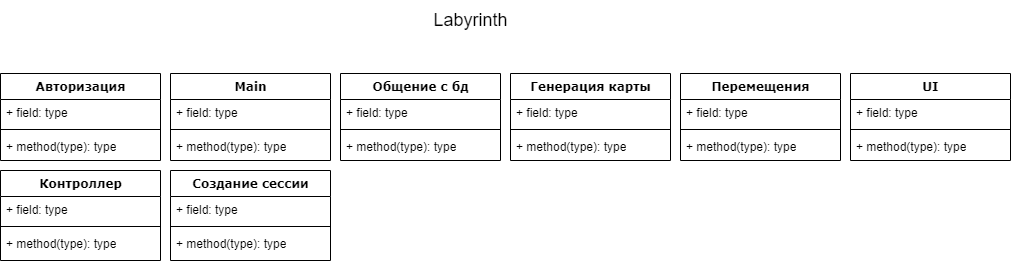 Labyrinth
Авторизация
+ field: type
+ method(type): type
Main
+ field: type
+ method(type): type
Общение с бд
+ field: type
+ method(type): type
Генерация карты
+ field: type
+ method(type): type
Перемещения
+ field: type
+ method(type): type
UI
+ field: type
+ method(type): type
Контроллер
+ field: type
+ method(type): type
Создание сессии
+ field: type
+ method(type): type